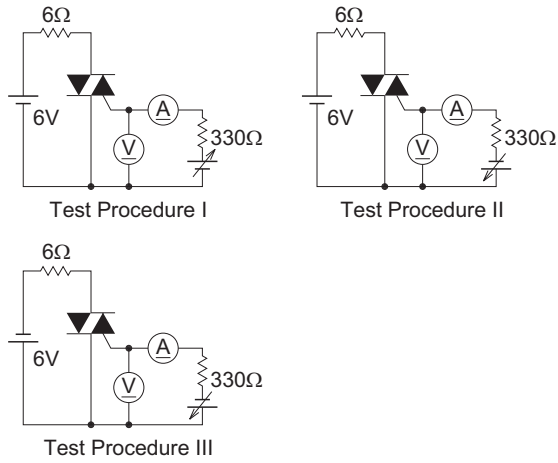 6Ω
6V
A
V
330Ω
Test Procedure I
6Ω
6V
A
V
330Ω
Test Procedure II
6Ω
6V
A
V
330Ω
Test Procedure III